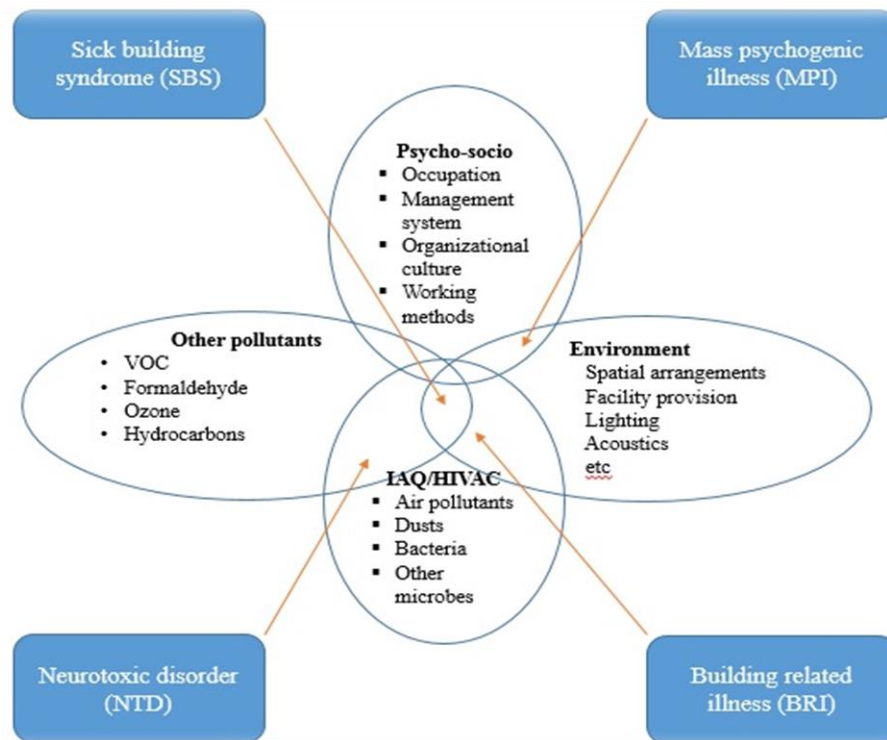 Sick building
syndrome (SBS)
Mass psychogenic
illness (MPI)
Psycho-socio
▪ Occupation
▪ Management
system
▪ Organizational
culture
▪ Working
methods
Other pollutants
• VOC
• Formaldehyde
• Ozone
• Hydrocarbons
Environment
Spatial arrangements
Facility provision
Lighting
Acoustics
etc
IAQ/HIVAC
▪ Air pollutants
▪ Dusts
▪ Bacteria
▪ Other
microbes
Neurotoxic disorder
(NTD)
Building related
illness (BRI)